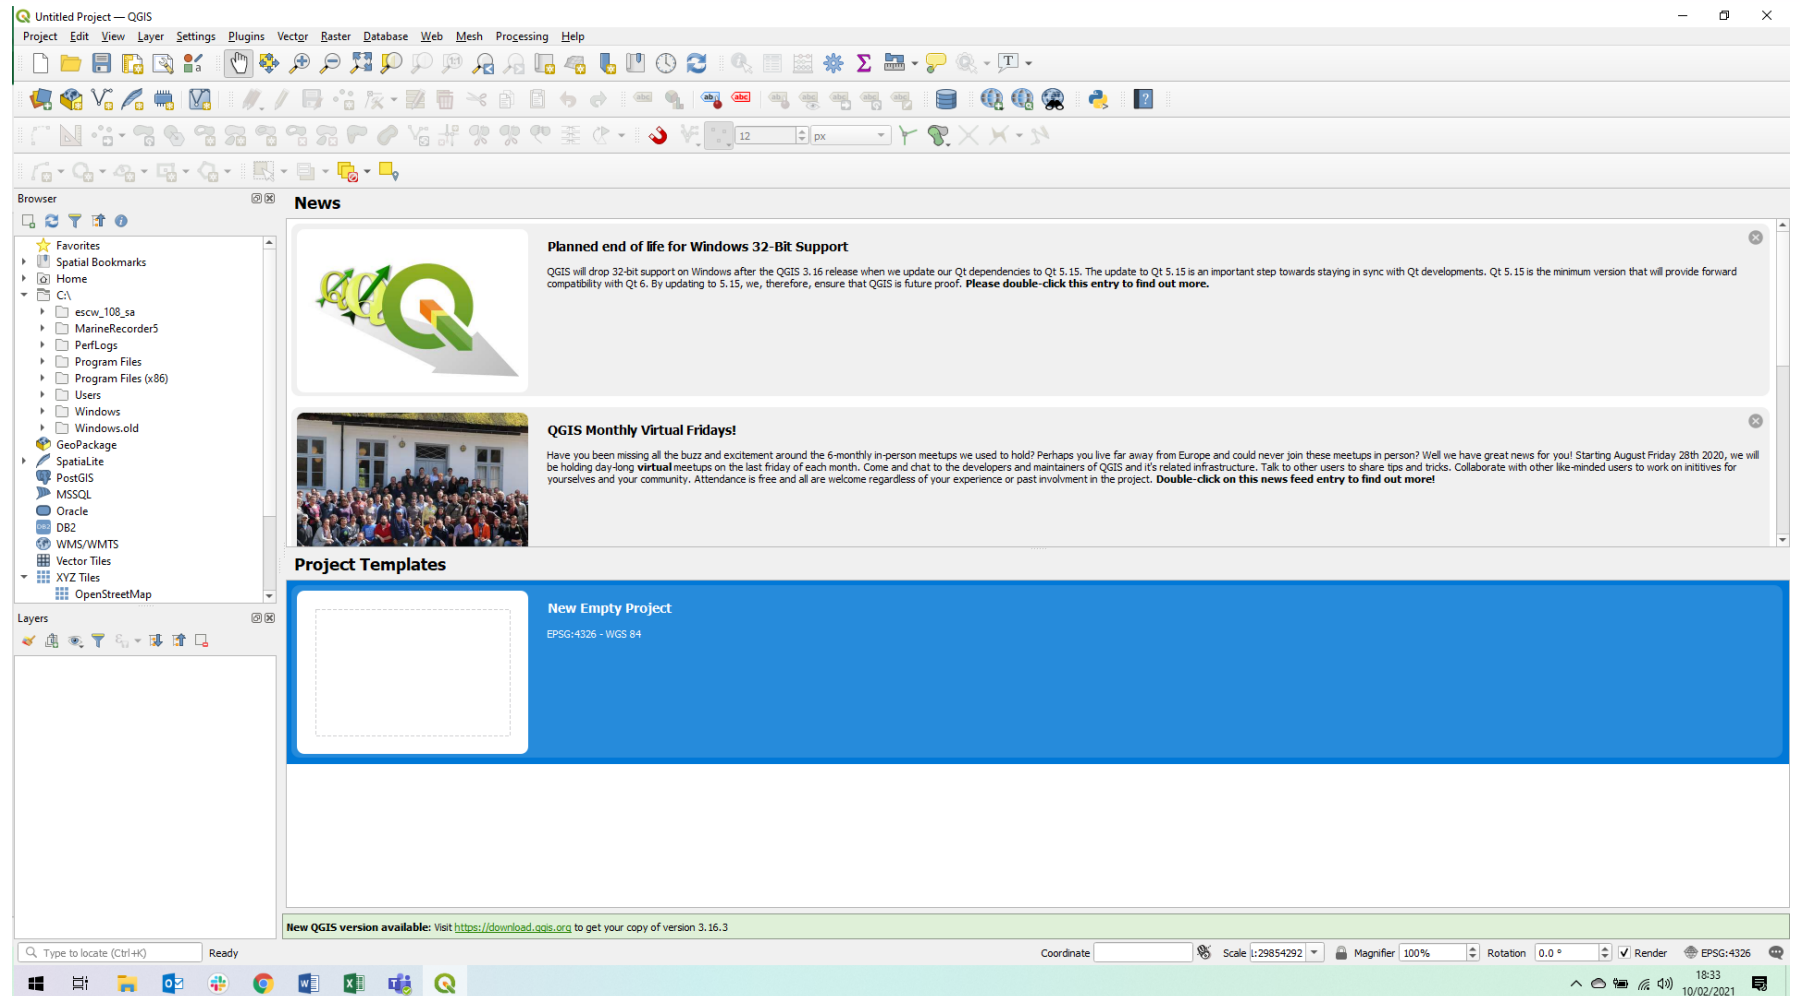 Untitled Project — QGIS
Project Edit View Layer Settings Plugins Vector Raster Database Web Mesh Processing Help
12 px
Browser
Favorites
Spatial Bookmarks
Home
C:\
escw_108_sa
MarineRecorder5
PerfLogs
Program Files
Program Files (x86)
Users
Windows
Windows.old
GeoPackage
SpatiaLite
PostGIS
MSSQL
Oracle
DB2
WMS/WMTS
Vector Tiles
XYZ Tiles
OpenStreetMap
Layers
News
Planned end of life for Windows 32-Bit Support
QGIS will drop 32-bit support on Windows after the QGIS 3.16 release when we update our Qt dependencies to Qt 5.15. The update to Qt 5.15 is an important step towards staying in sync with Qt developments. Qt 5.15 is the minimum version that will provide forward
compatibility with Qt 6. By updating to 5.15, we, therefore, ensure that QGIS is future proof. Please double-click this entry to find out more.
QGIS Monthly Virtual Fridays!
Have you been missing all the buzz and excitement around the 6-monthly in-person meetups we used to hold? Perhaps you live far away from Europe and could never join these meetups in person? Well we have great news for you! Starting August Friday 28th 2020, we will
be holding day-long virtual meetups on the last friday of each month. Come and chat to the developers and maintainers of QGIS and it's related infrastructure. Talk to other users to share tips and tricks. Collaborate with other like-minded users to work on inititives for
yourselves and your community. Attendance is free and all are welcome regardless of your experience or past involvment in the project. Double-click on this news feed entry to find out more!
Project Templates
New Empty Project
EPSG:4326 - WGS 84
New QGIS version available: Visit https://download.qgis.org to get your copy of version 3.16.3
Type to locate (Ctrl+K) Ready Coordinate Scale 1:29854292 Magnifier 100% Rotation 0.0 ° Render EPSG:4326
18:33
10/02/2021